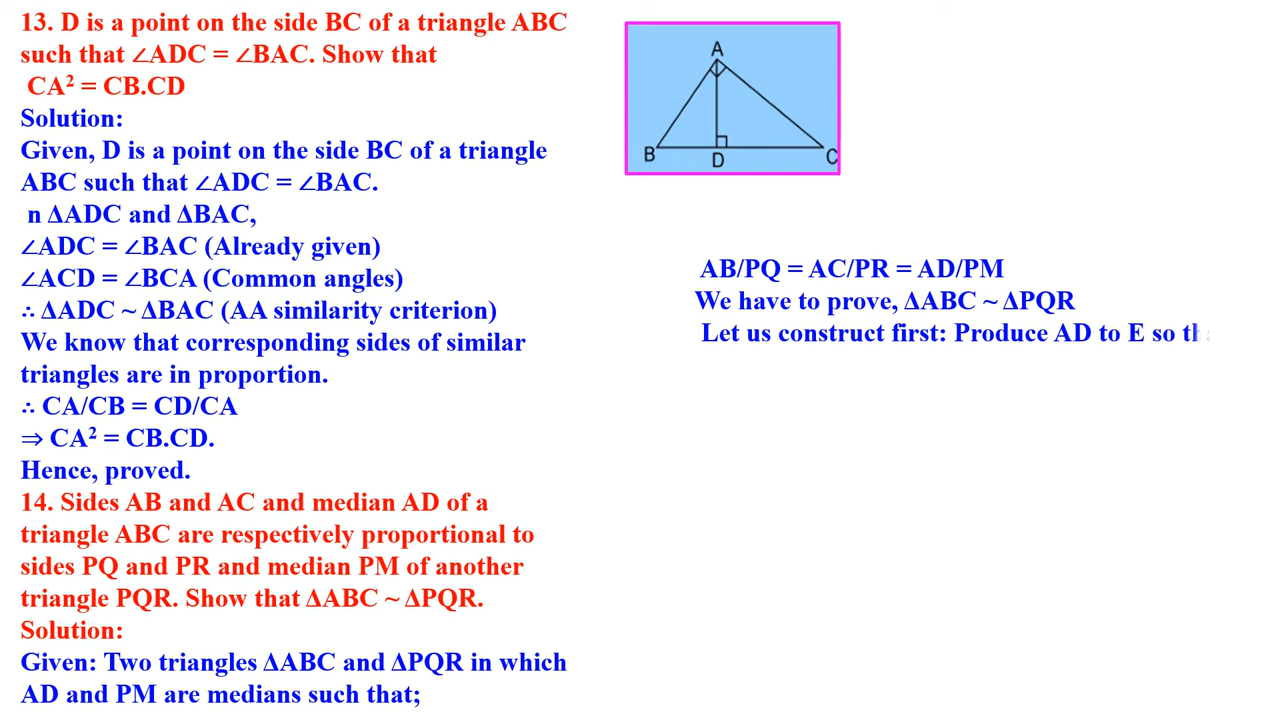 13. D is a point on the side BC of a triangle ABC
such that ∠ADC = ∠BAC. Show that
CA² = CB.CD
Solution:
Given, D is a point on the side BC of a triangle
ABC such that ∠ADC = ∠BAC.
n ΔADC and ΔBAC,
∠ADC = ∠BAC (Already given)
∠ACD = ∠BCA (Common angles)
∴ ΔADC ~ ΔBAC (AA similarity criterion)
We know that corresponding sides of similar
triangles are in proportion.
∴ CA/CB = CD/CA
⇒ CA² = CB.CD.
Hence, proved.
14. Sides AB and AC and median AD of a
triangle ABC are respectively proportional to
sides PQ and PR and median PM of another
triangle PQR. Show that ΔABC ~ ΔPQR.
Solution:
Given: Two triangles ΔABC and ΔPQR in which
AD and PM are medians such that;
A
B
D
C
AB/PQ = AC/PR = AD/PM
We have to prove, ΔABC ~ ΔPQR
Let us construct first: Produce AD to E so